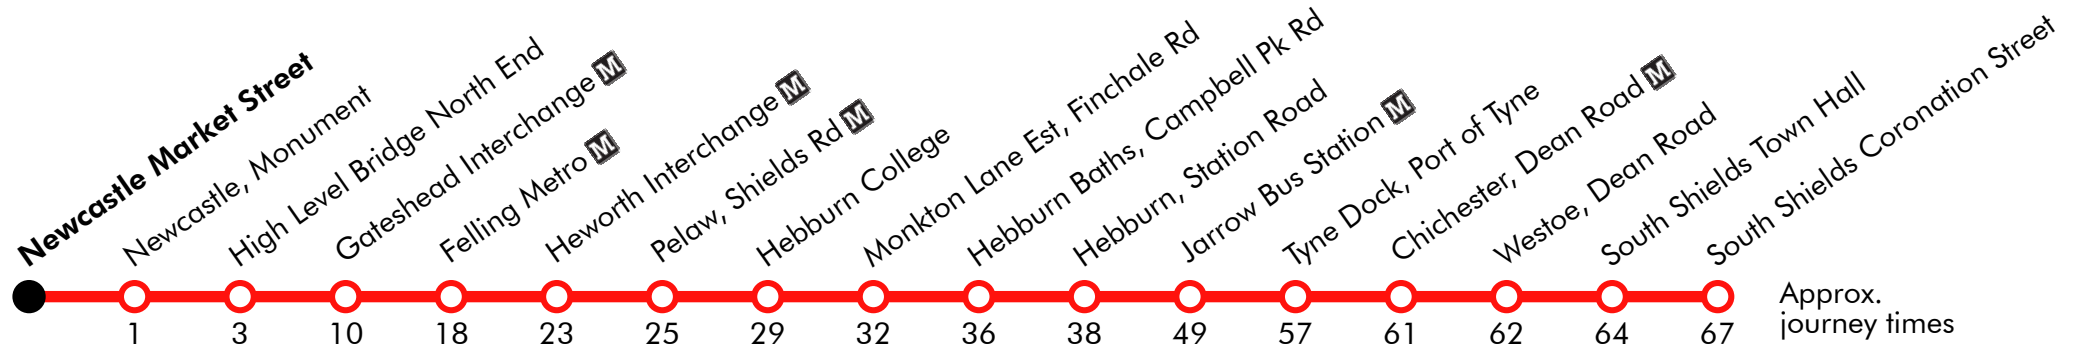 Newcastle Market Street
Newcastle, Monument
High Level Bridge North End
Gateshead Interchange M
Felling Metro M
Heworth Interchange M
Pelaw, Shields Rd M
Hebburn College
Monkton Lane Est, Finchale Rd
Hebburn Baths, Campbell Pk Rd
Hebburn, Station Road
Jarrow Bus Station M
Tyne Dock, Port of Tyne
Chichester, Dean Road M
Westoe, Dean Road
South Shields Town Hall
South Shields Coronation Street
1 3 10 18 23 25 29 32 36 38 49 57 61 62 64 67
Approx.
journey times